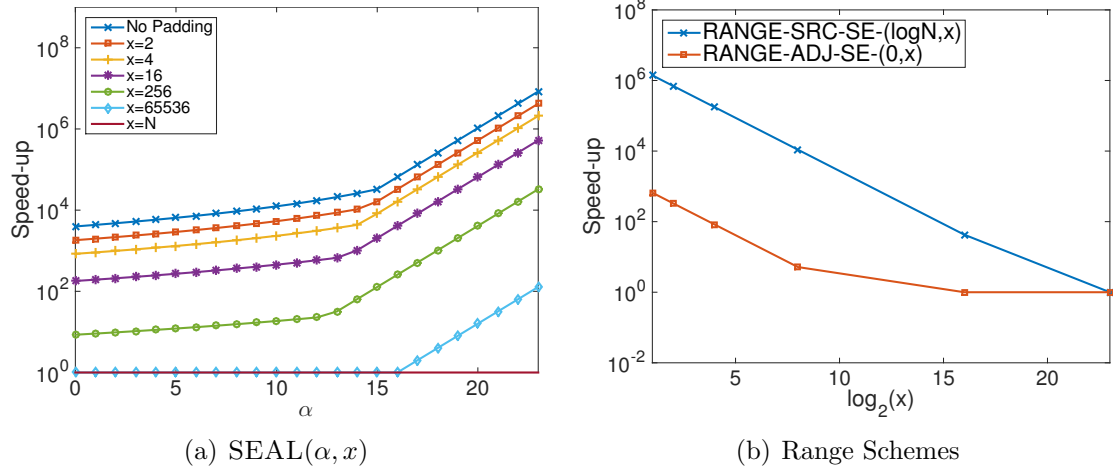 No Padding
x=2
x=4
x=16
x=256
x=65536
x=N
10^8
10^6
10^4
10^2
10^0
Speed-up
0 5 10 15 20
α
(a) SEAL(α, x)
RANGE-SRC-SE-(logN,x)
RANGE-ADJ-SE-(0,x)
10^8
10^6
10^4
10^2
10^0
10^-2
Speed-up
5 10 15 20
log_2(x)
(b) Range Schemes